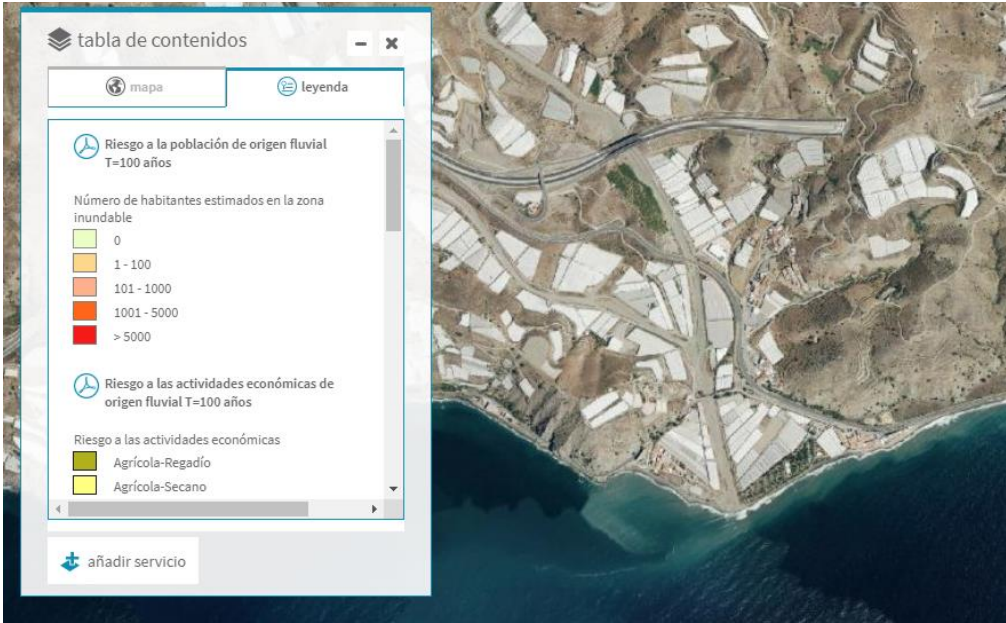 tabla de contenidos
mapa
leyenda
Riesgo a la población de origen fluvial
T=100 años
Número de habitantes estimados en la zona
inundable
0
1 - 100
101 - 1000
1001 - 5000
> 5000
Riesgo a las actividades económicas de
origen fluvial T=100 años
Riesgo a las actividades económicas
Agrícola-Regadío
Agrícola-Secano
añadir servicio